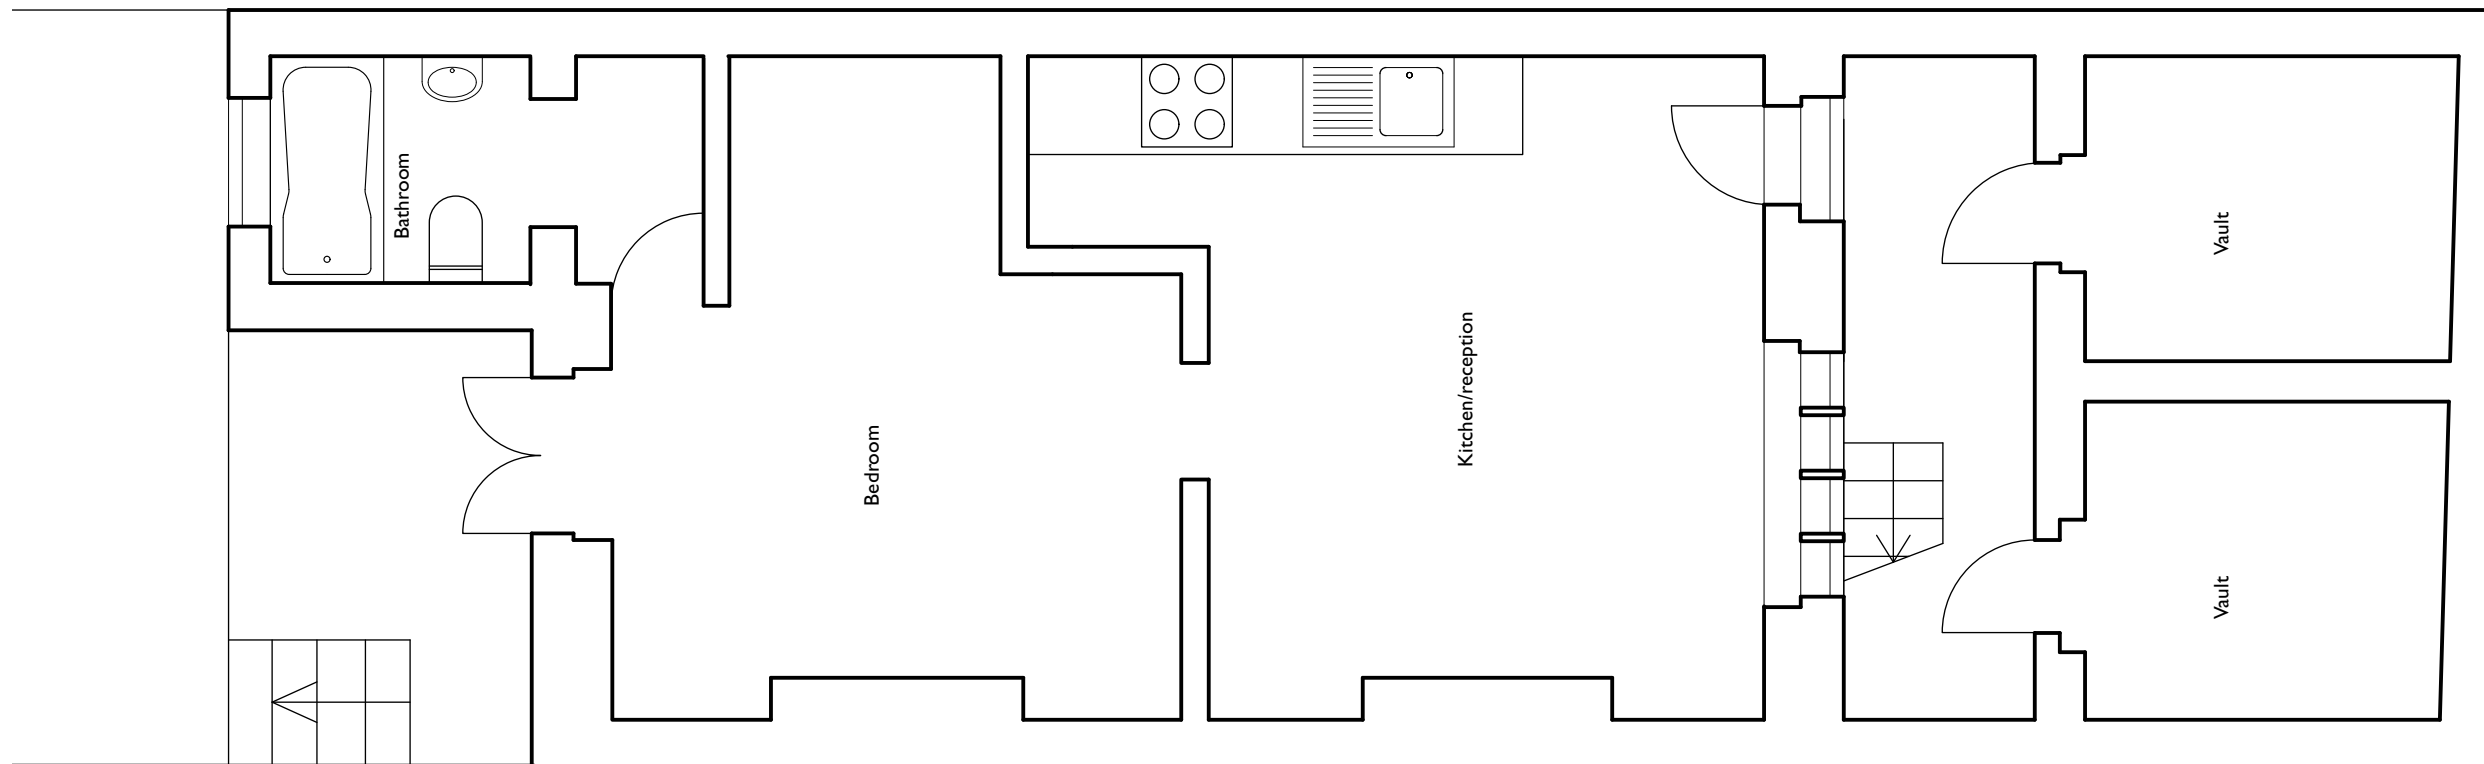 Bathroom
Bedroom
Kitchen/reception
Vault
Vault